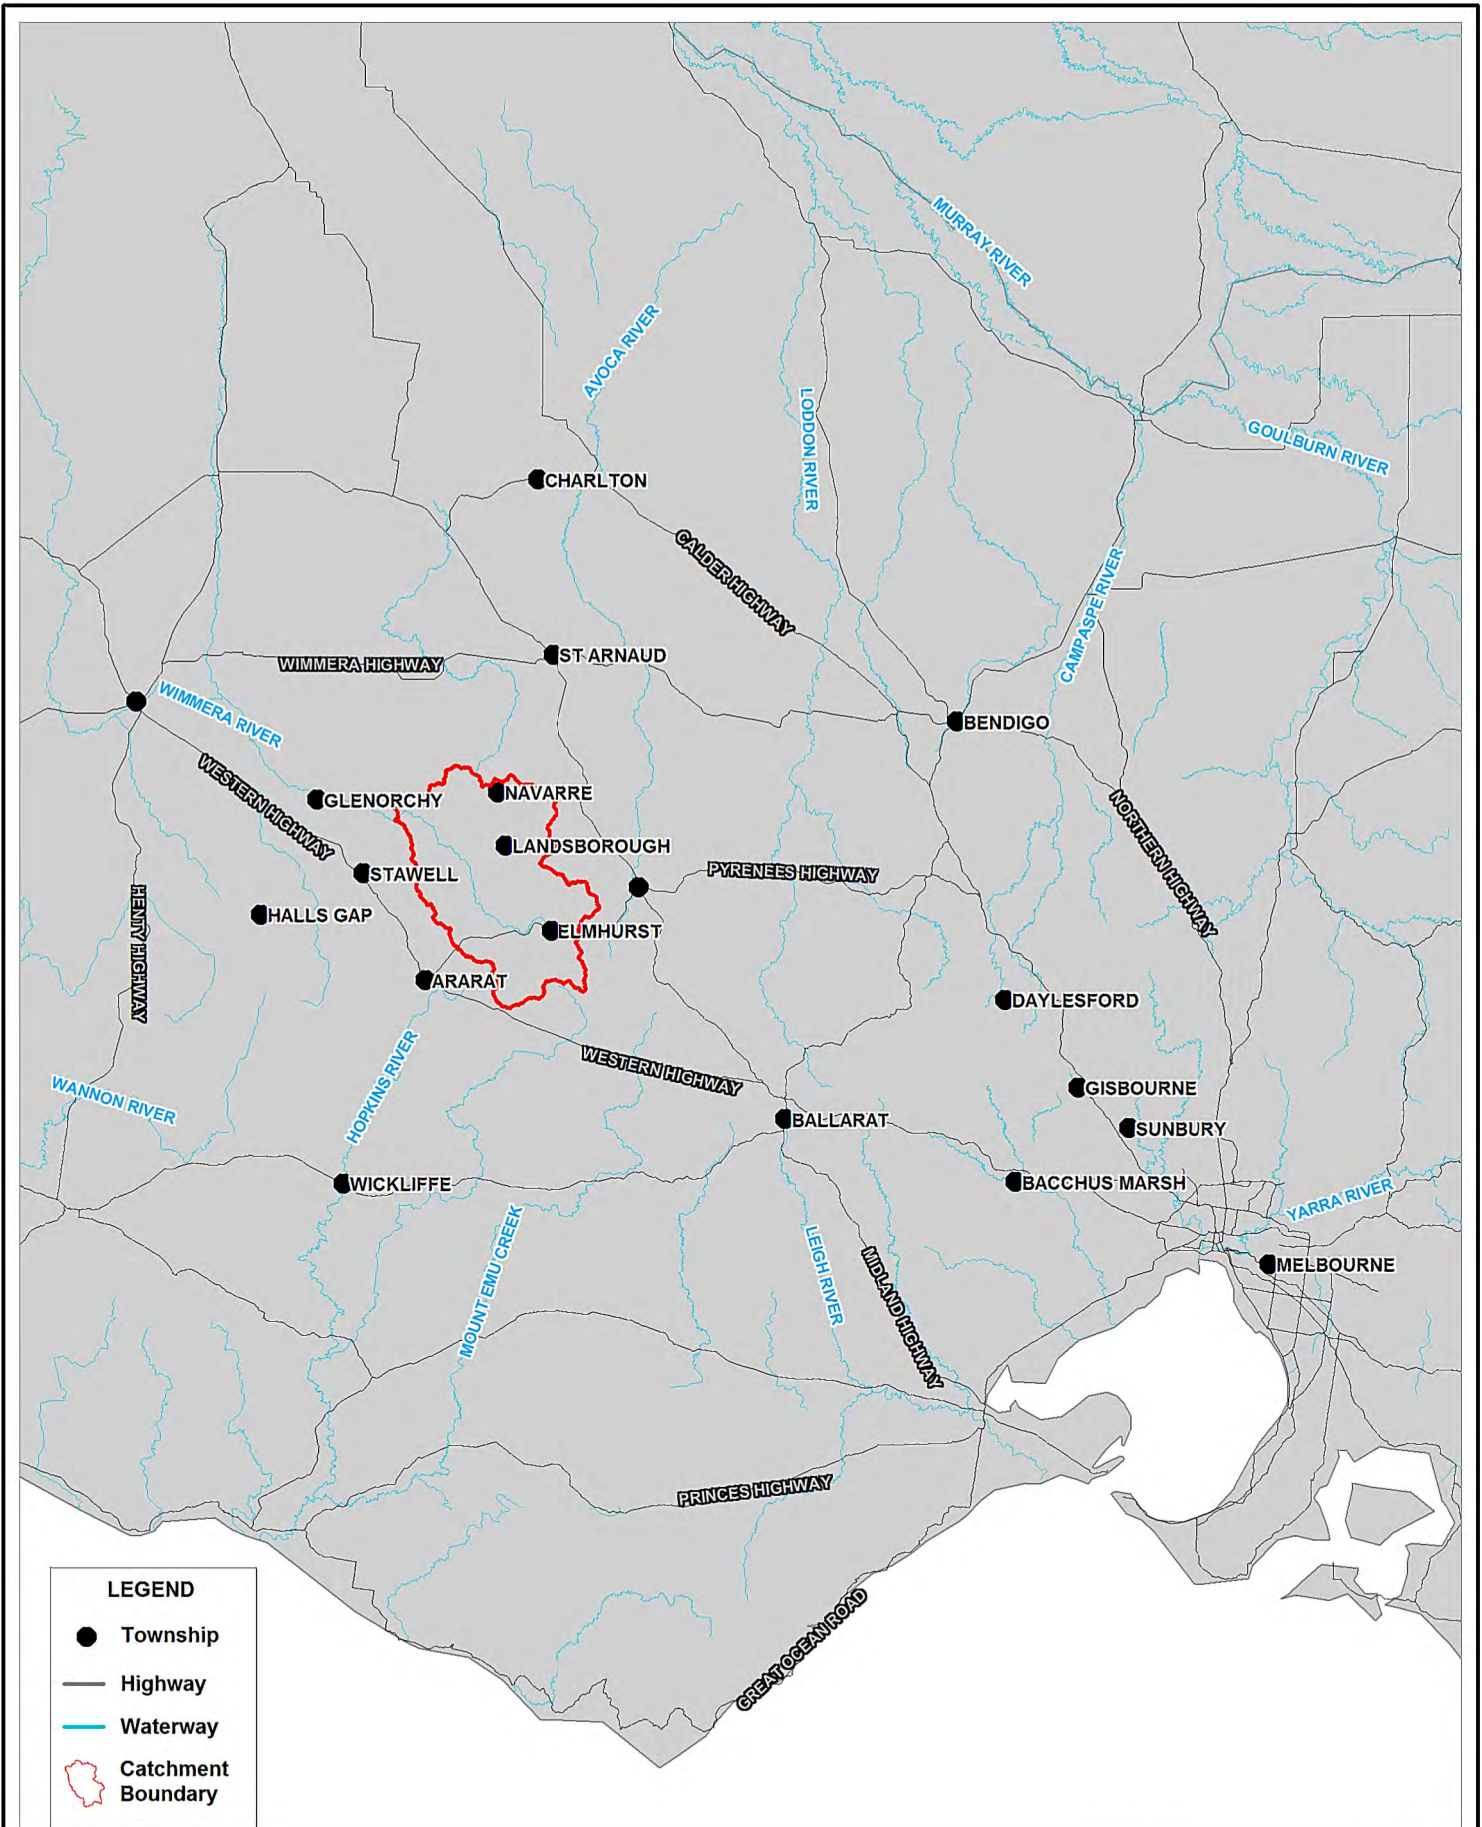 MURRAY RIVER
AVOCA RIVER
LODDON RIVER
GOULBURN RIVER
CHARLTON
CALDER HIGHWAY
CAMPASPE RIVER
WIMMERA HIGHWAY
ST ARNAUD
WIMMERA RIVER
BENDIGO
WESTERN HIGHWAY
GLENORCHY
NAVARRE
NORTHERN HIGHWAY
LANDSBOROUGH
STAWELL
PYRENEES HIGHWAY
HENTY HIGHWAY
HALLS GAP
ELMHURST
ARARAT
DAYLESFORD
HOPKINS RIVER
WESTERN HIGHWAY
WANNON RIVER
GISBOURNE
BALLARAT
SUNBURY
WICKLIFFE
BACCHUS MARSH
YARRA RIVER
MOUNT EMU CREEK
LEIGH RIVER
MIDLAND HIGHWAY
MELBOURNE
PRINCES HIGHWAY
GREAT OCEAN ROAD
LEGEND
Township
Highway
Waterway
Catchment
Boundary